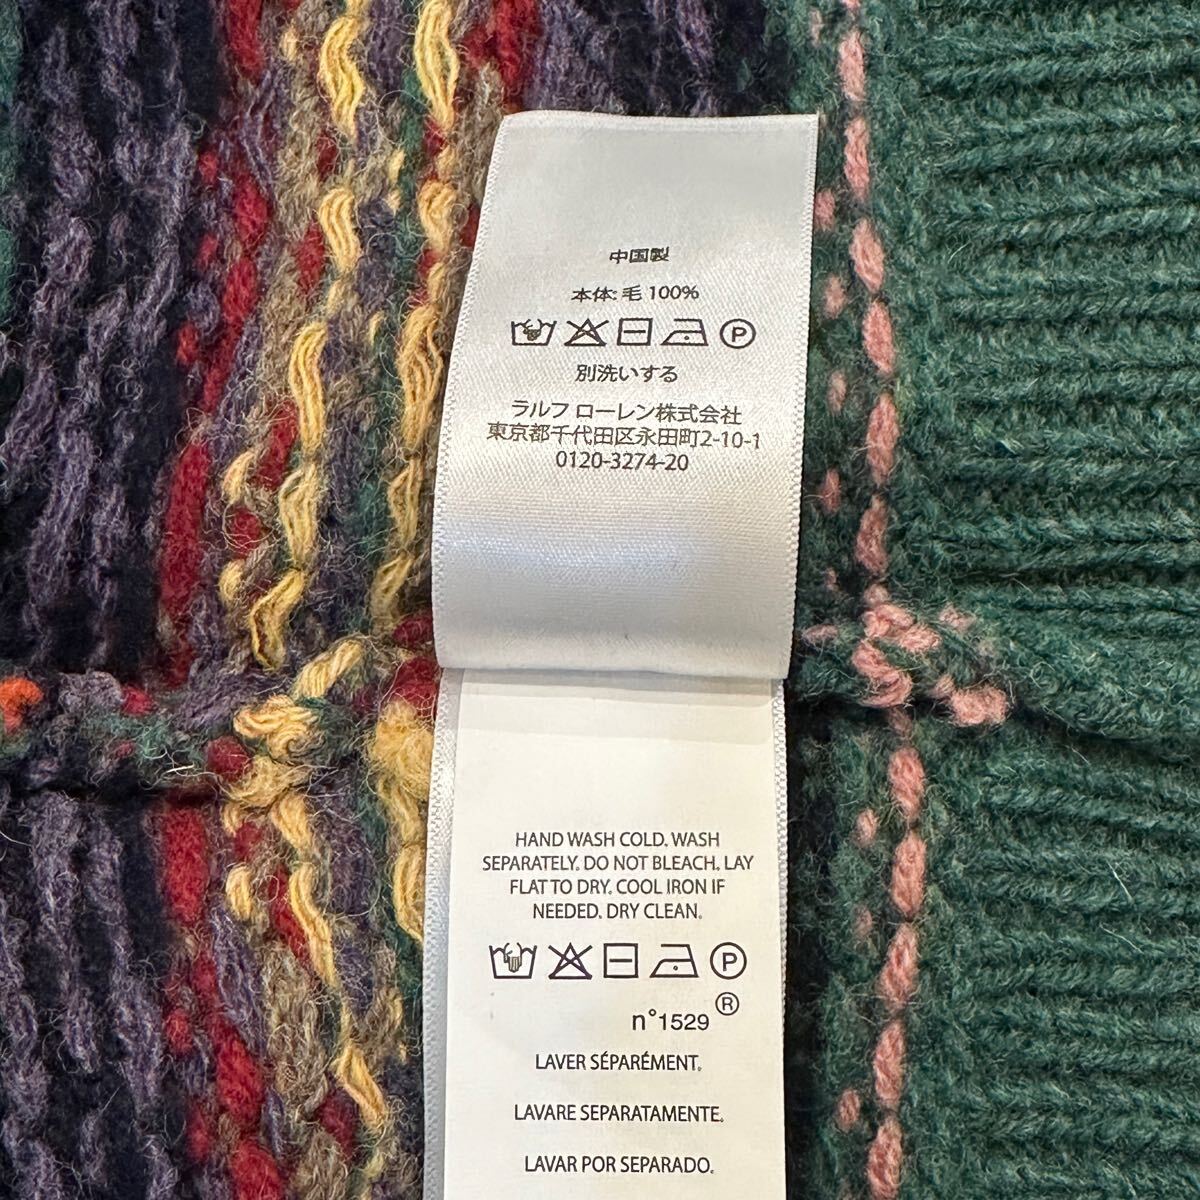 中国製
本体: 毛 100%
P
別洗いする
ラルフ ローレン株式会社
東京都千代田区永田町2-10-1
0120-3274-20
HAND WASH COLD. WASH
SEPARATELY. DO NOT BLEACH. LAY
FLAT TO DRY. COOL IRON IF
NEEDED. DRY CLEAN.
P
n°1529 ®
LAVER SÉPARÉMENT.
LAVARE SEPARATAMENTE.
LAVAR POR SEPARADO.